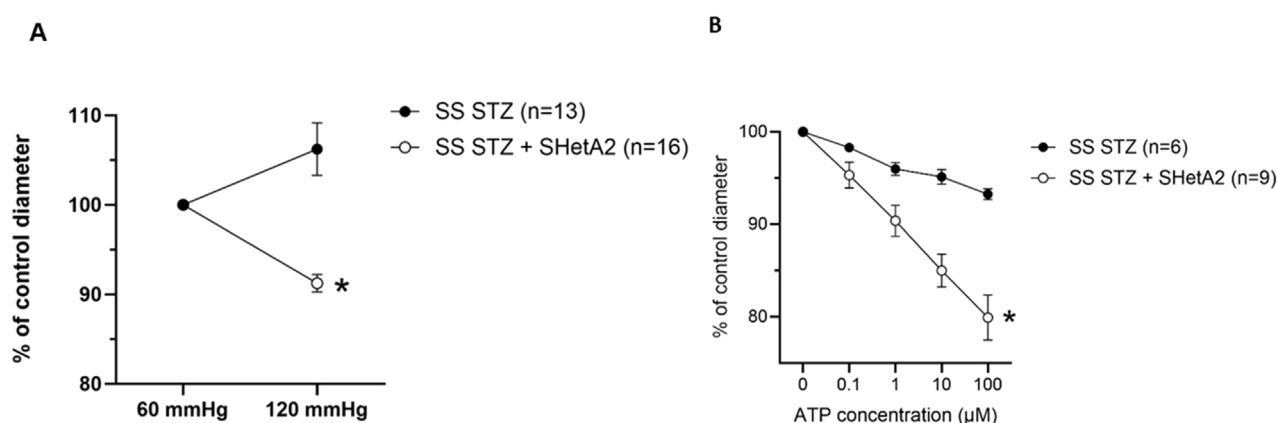 A
% of control diameter
110
100
90
80
60 mmHg 120 mmHg
SS STZ (n=13)
SS STZ + SHetA2 (n=16)
*
B
% of control diameter
100
90
80
0 0.1 1 10 100
ATP concentration (µM)
SS STZ (n=6)
SS STZ + SHetA2 (n=9)
*